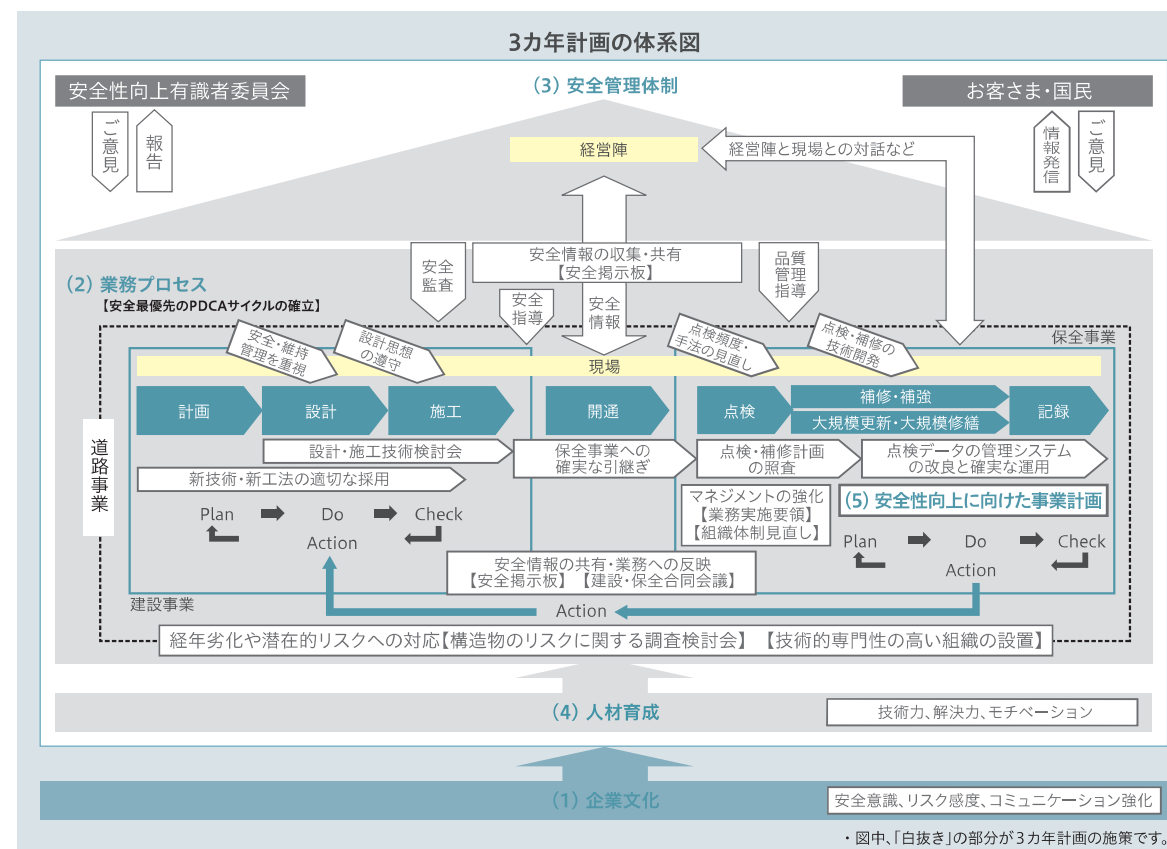 3カ年計画の体系図
安全性向上有識者委員会
(3) 安全管理体制
お客さま・国民
ご意見
報告
経営陣
経営陣と現場との対話など
情報発信
ご意見
安全情報の収集・共有
【安全掲示板】
安全
監査
品質
管理
指導
(2) 業務プロセス
【安全最優先のPDCAサイクルの確立】
安全
指導
安全
情報
安全・維持
管理を重視
設計思想
の遵守
点検頻度・
手法の見直し
点検・補修の
技術開発
保全事業
現場
道路事業
計画
設計
施工
開通
点検
補修・補強
大規模更新・大規模修繕
記録
設計・施工技術検討会
保全事業への
確実な引継ぎ
点検・補修計画
の照査
点検データの管理システム
の改良と確実な運用
新技術・新工法の適切な採用
マネジメントの強化
【業務実施要領】
【組織体制見直し】
(5) 安全性向上に向けた事業計画
Plan
Do
Check
Action
Plan
Do
Check
Action
安全情報の共有・業務への反映
【安全掲示板】【建設・保全合同会議】
建設事業
Action
経年劣化や潜在的リスクへの対応【構造物のリスクに関する調査検討会】 【技術的専門性の高い組織の設置】
(4) 人材育成
技術力、解決力、モチベーション
(1) 企業文化
安全意識、リスク感度、コミュニケーション強化
・図中、「白抜き」の部分が3カ年計画の施策です。